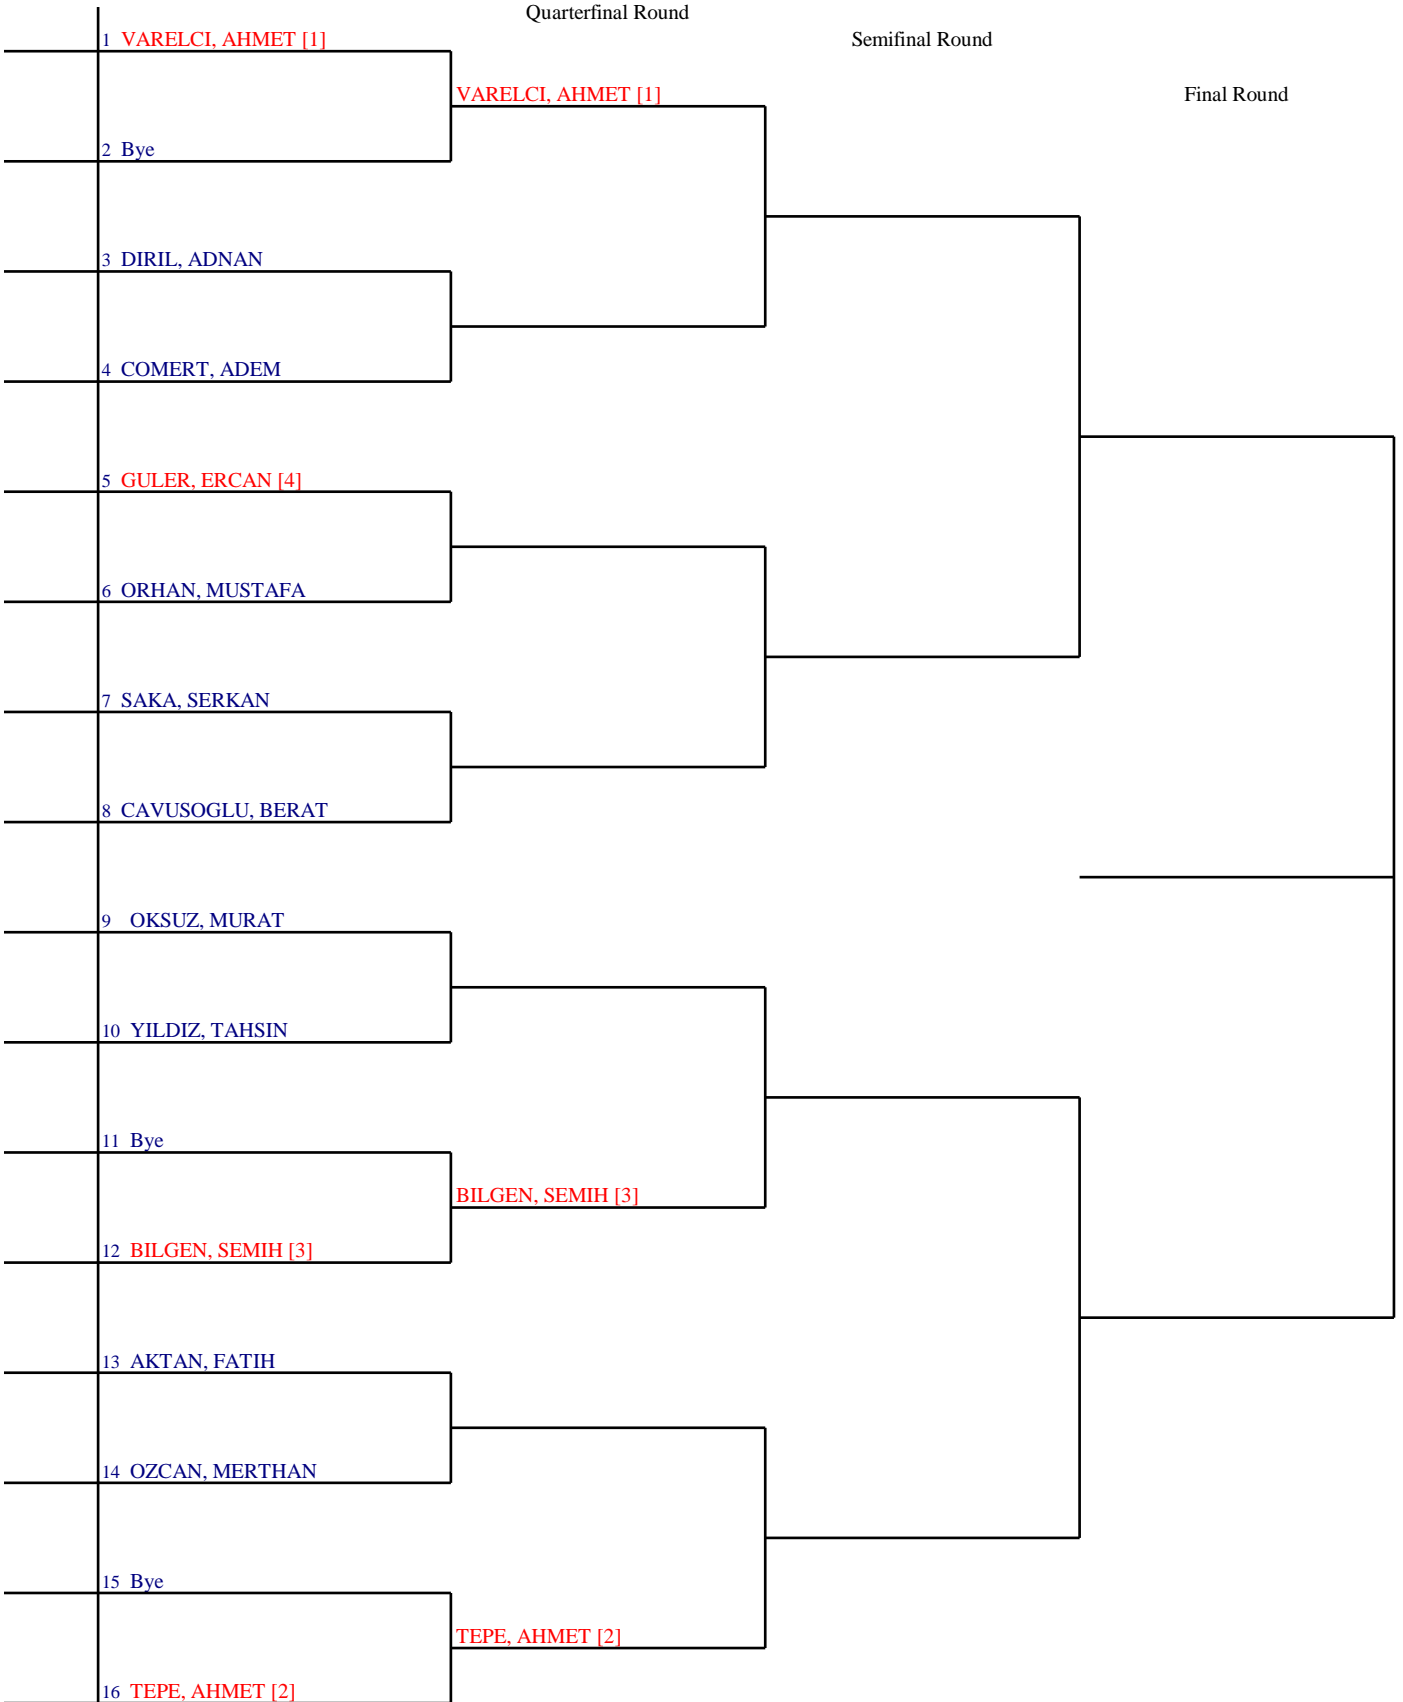 Quarterfinal Round
Semifinal Round
Final Round
1 VARELCI, AHMET [1]
VARELCI, AHMET [1]
2 Bye
3 DIRIL, ADNAN
4 COMERT, ADEM
5 GULER, ERCAN [4]
6 ORHAN, MUSTAFA
7 SAKA, SERKAN
8 CAVUSOGLU, BERAT
9 OKSUZ, MURAT
10 YILDIZ, TAHSIN
11 Bye
BILGEN, SEMIH [3]
12 BILGEN, SEMIH [3]
13 AKTAN, FATIH
14 OZCAN, MERTHAN
15 Bye
TEPE, AHMET [2]
16 TEPE, AHMET [2]